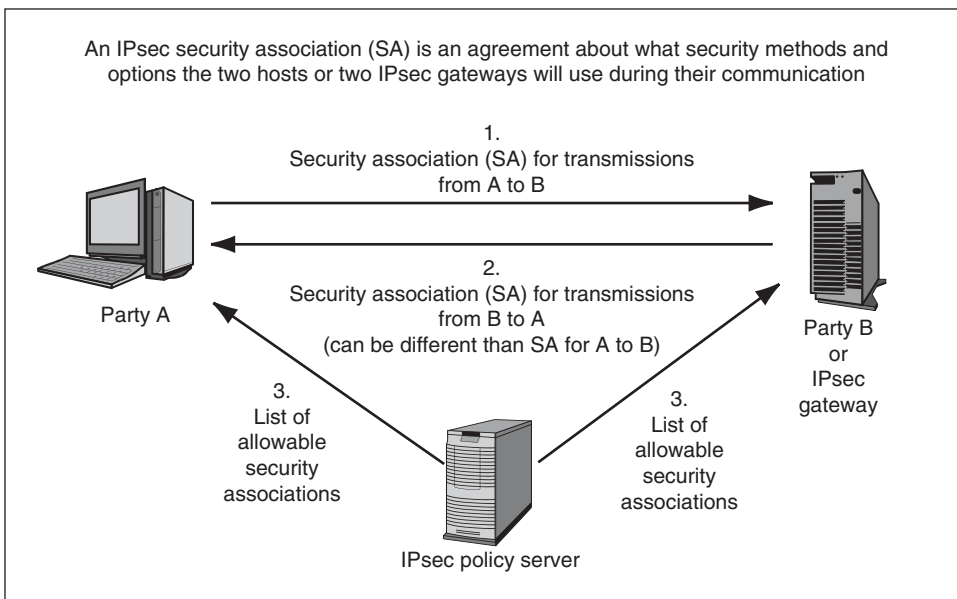 An IPsec security association (SA) is an agreement about what security methods and
options the two hosts or two IPsec gateways will use during their communication
1.
Security association (SA) for transmissions
from A to B
Party A
2.
Security association (SA) for transmissions
from B to A
(can be different than SA for A to B)
Party B
or
IPsec
gateway
3.
List of
allowable
security
associations
3.
List of
allowable
security
associations
IPsec policy server